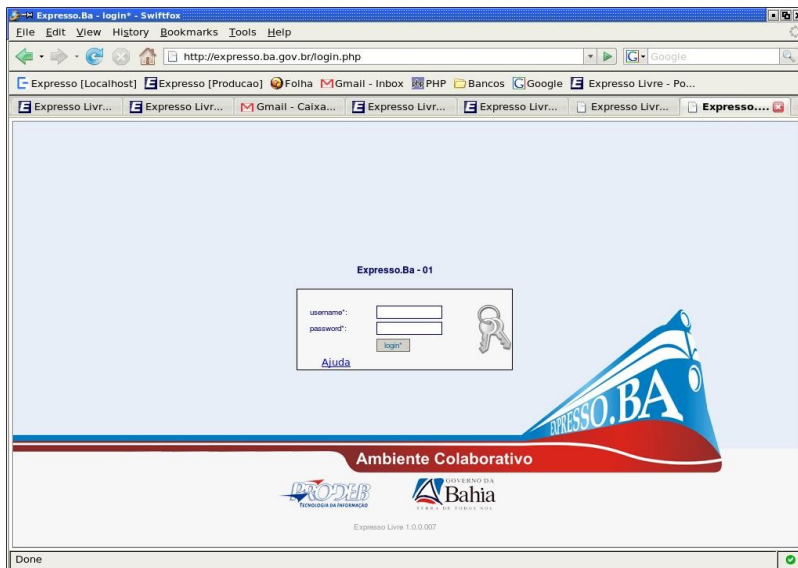 Expresso.Ba - login* - Swiftfox
File Edit View History Bookmarks Tools Help
http://expresso.ba.gov.br/login.php
G Google
Expresso [Localhost] Expresso [Producao] Folha Gmail - Inbox PHP Bancos Google Expresso Livre - Po...
Expresso Livr... Expresso Livr... Gmail - Caixa... Expresso Livr... Expresso Livr... Expresso Livr... Expresso....
Expresso.Ba - 01
username*:
password*:
login*
Ajuda
EXPRESSO.BA
Ambiente Colaborativo
PRODEB
TECNOLOGIA DA INFORMAÇÃO
GOVERNO DA
Bahia
TERRA DE TODOS NÓS
Expresso Livre 1.0.0.007
Done